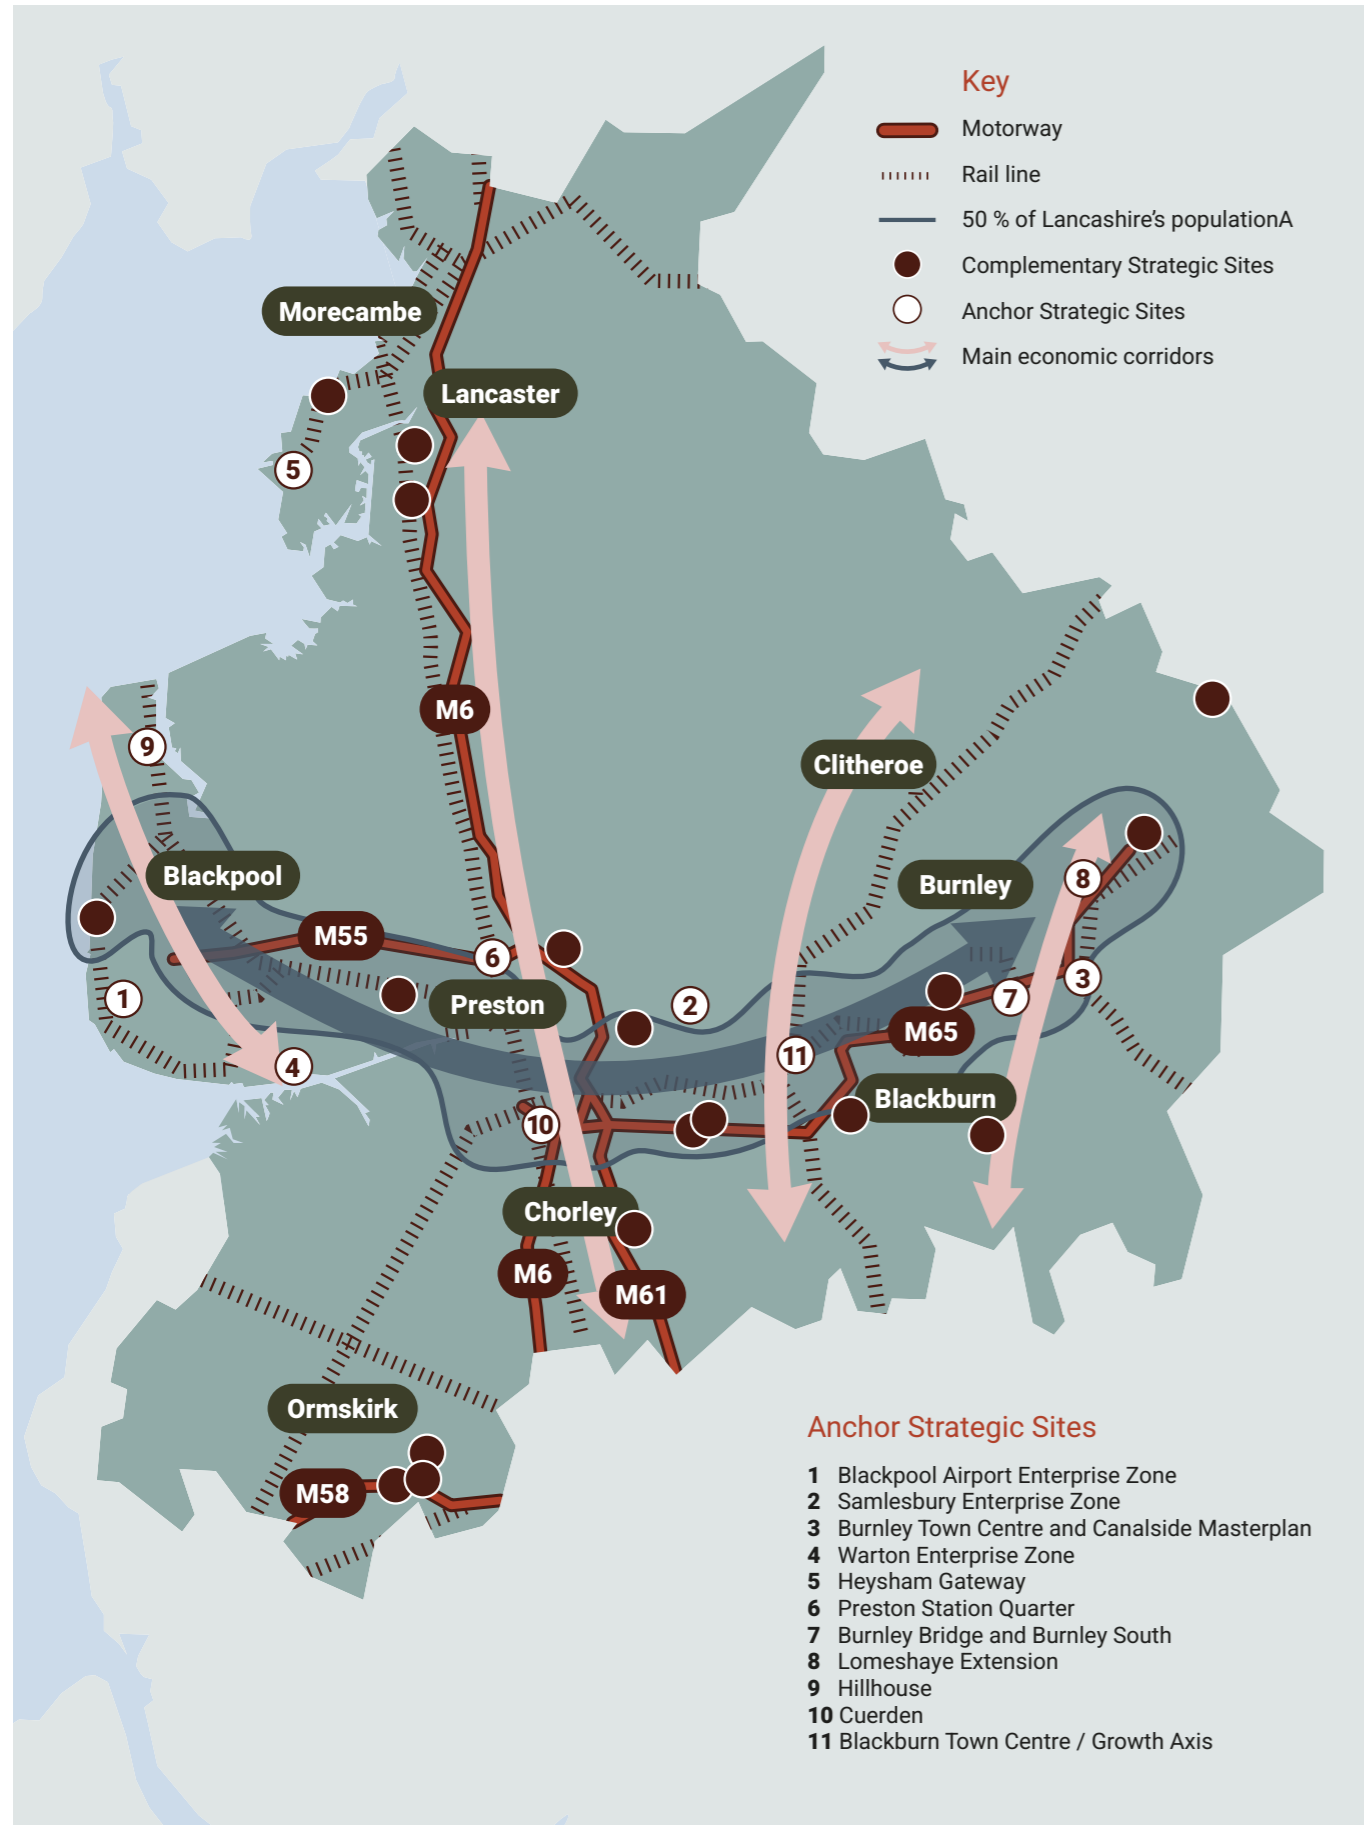 Key
Motorway
Rail line
50 % of Lancashire's populationA
Complementary Strategic Sites
Anchor Strategic Sites
Main economic corridors
Morecambe
Lancaster
5
M6
9
Clitheroe
Blackpool
Burnley
8
M55
6
1
Preston
2
3
7
M65
4
11
Blackburn
10
Chorley
M6
M61
Ormskirk
M58
Anchor Strategic Sites
1 Blackpool Airport Enterprise Zone
2 Samlesbury Enterprise Zone
3 Burnley Town Centre and Canalside Masterplan
4 Warton Enterprise Zone
5 Heysham Gateway
6 Preston Station Quarter
7 Burnley Bridge and Burnley South
8 Lomeshaye Extension
9 Hillhouse
10 Cuerden
11 Blackburn Town Centre / Growth Axis